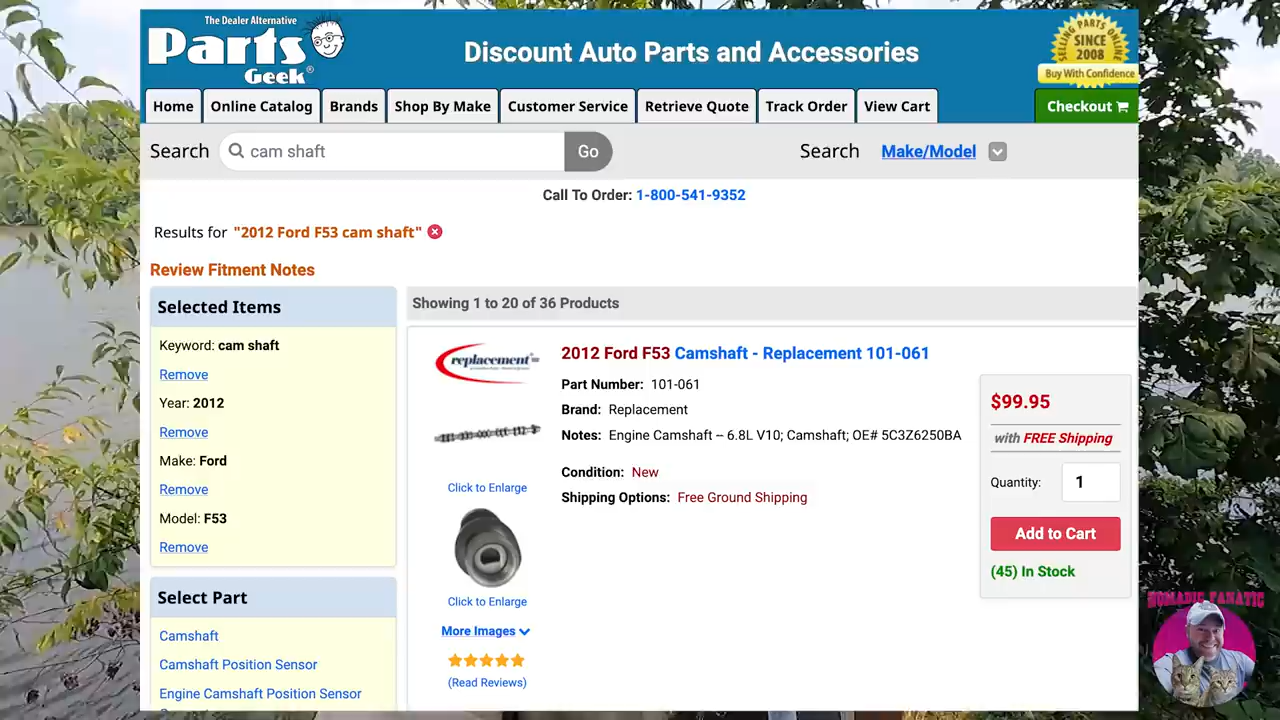 The Dealer Alternative
Parts
Geek®
Discount Auto Parts and Accessories
SELLING PARTS ONLINE
SINCE
2008
Buy With Confidence
Home
Online Catalog
Brands
Shop By Make
Customer Service
Retrieve Quote
Track Order
View Cart
Checkout
Search
cam shaft
Go
Search
Make/Model
Call To Order: 1-800-541-9352
Results for "2012 Ford F53 cam shaft"
Review Fitment Notes
Selected Items
Keyword: cam shaft
Remove
Year: 2012
Remove
Make: Ford
Remove
Model: F53
Remove
Select Part
Camshaft
Camshaft Position Sensor
Engine Camshaft Position Sensor
Showing 1 to 20 of 36 Products
replacement
Click to Enlarge
Click to Enlarge
More Images
(Read Reviews)
2012 Ford F53 Camshaft - Replacement 101-061
Part Number: 101-061
Brand: Replacement
Notes: Engine Camshaft -- 6.8L V10; Camshaft; OE# 5C3Z6250BA
Condition: New
Shipping Options: Free Ground Shipping
$99.95
with FREE Shipping
Quantity: 1
Add to Cart
(45) In Stock
NOMADIC FANATIC